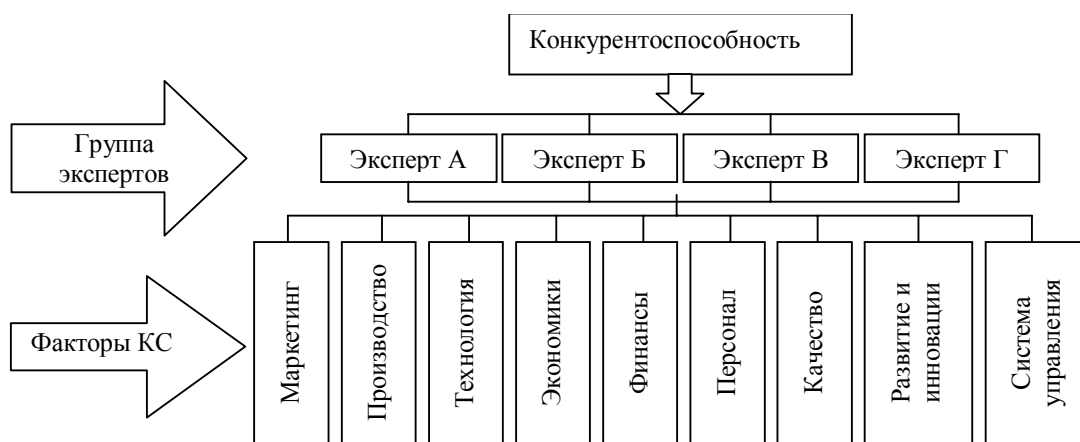 Конкурентоспособность
Группа
экспертов
Эксперт А
Эксперт Б
Эксперт В
Эксперт Г
Факторы КС
Маркетинг
Производство
Технология
Экономики
Финансы
Персонал
Качество
Развитие и
инновации
Система
управления